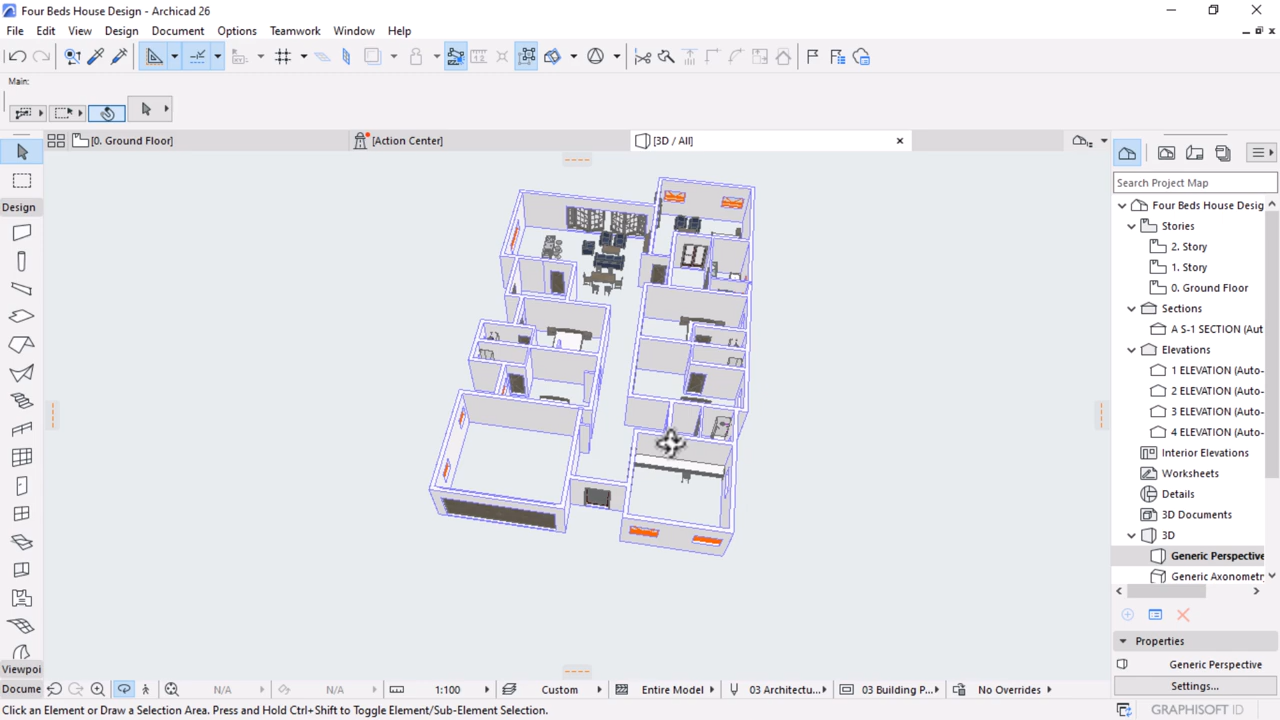 Four Beds House Design - Archicad 26
File Edit View Design Document Options Teamwork Window Help
Main:
[0. Ground Floor]
[Action Center]
[3D / All]
Search Project Map
Design
Four Beds House Desig
Stories
2. Story
1. Story
0. Ground Floor
Sections
A S-1 SECTION (Aut
Elevations
1 ELEVATION (Auto-
2 ELEVATION (Auto-
3 ELEVATION (Auto-
4 ELEVATION (Auto-
Interior Elevations
Worksheets
Details
3D Documents
3D
Generic Perspective
Generic Axonometr
Properties
Generic Perspective
Settings...
Viewpoi
Docume
N/A
N/A
1:100
Custom
Entire Model
03 Architectu...
03 Building P...
No Overrides
Click an Element or Draw a Selection Area. Press and Hold Ctrl+Shift to Toggle Element/Sub-Element Selection.
GRAPHISOFT ID